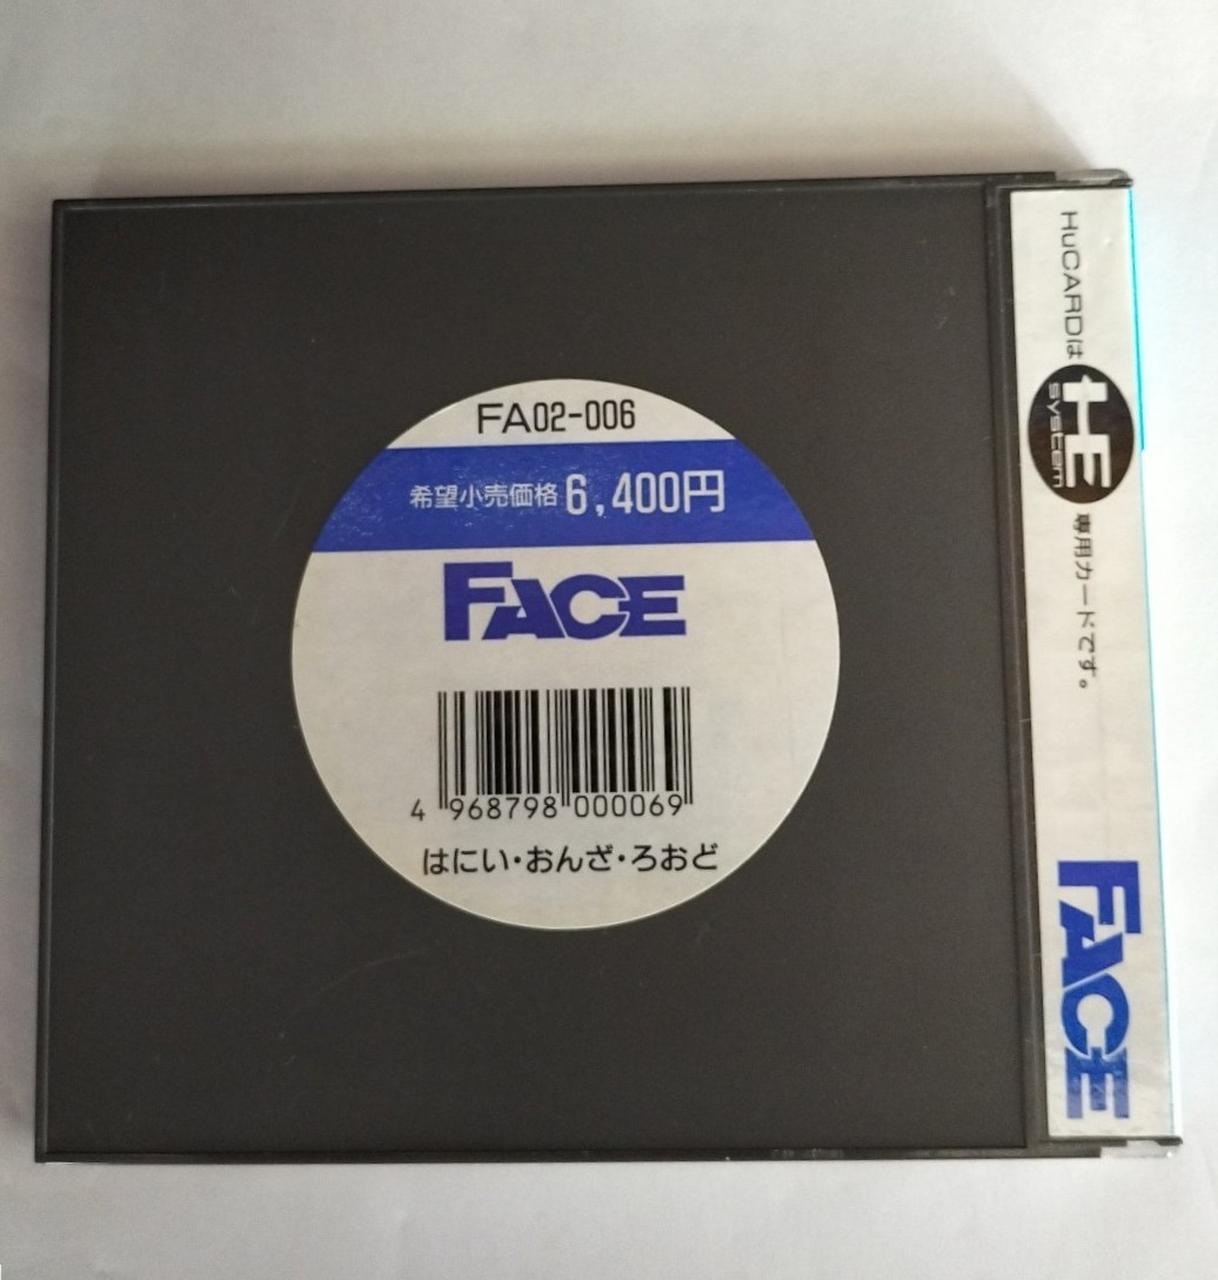 FA02-006
希望小売価格 6,400円
FACE
4 968798 000069
はにい・おんざ・ろおど
HuCARDは HE system 専用カードです。
FACE